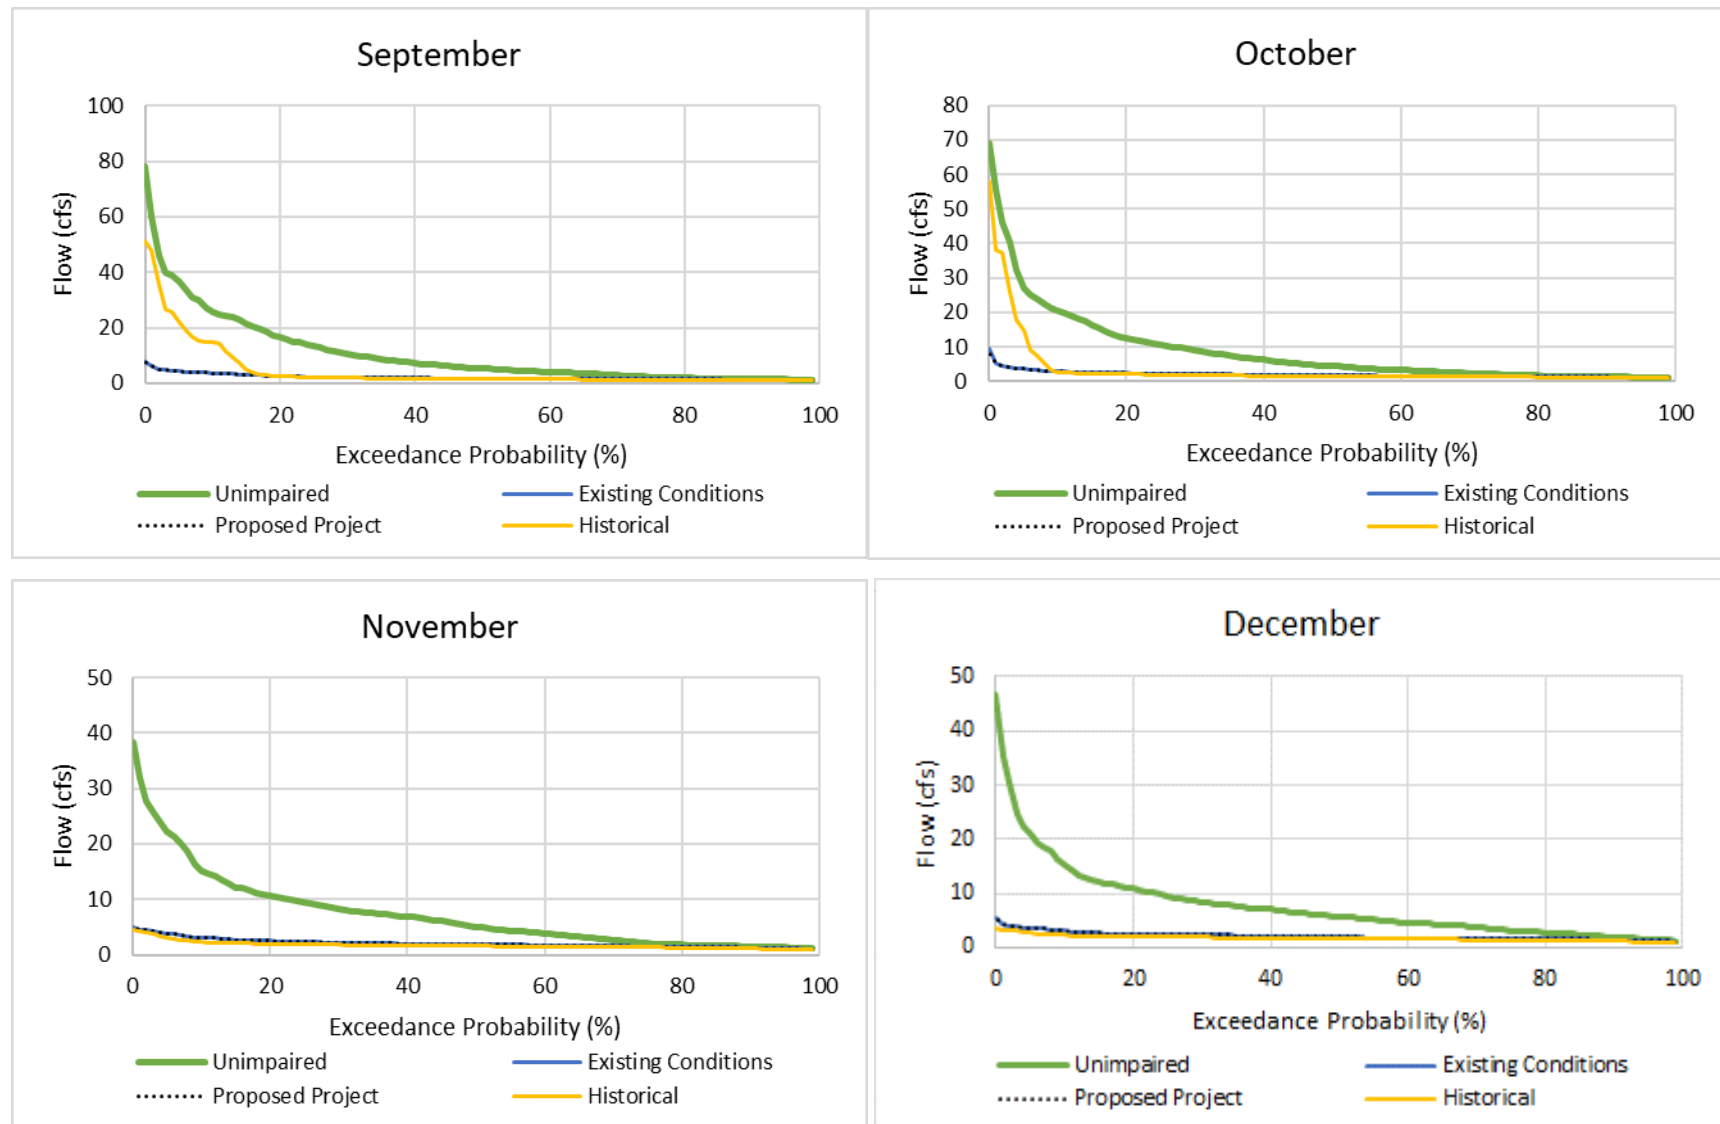 September
100
80
60
40
20
0
Flow (cfs)
0 20 40 60 80 100
Exceedance Probability (%)
Unimpaired Existing Conditions
Proposed Project Historical
October
80
70
60
50
40
30
20
10
0
Flow (cfs)
0 20 40 60 80 100
Exceedance Probability (%)
Unimpaired Existing Conditions
Proposed Project Historical
November
50
40
30
20
10
0
Flow (cfs)
0 20 40 60 80 100
Exceedance Probability (%)
Unimpaired Existing Conditions
Proposed Project Historical
December
50
40
30
20
10
0
Flow (cfs)
0 20 40 60 80 100
Exceedance Probability (%)
Unimpaired Existing Conditions
Proposed Project Historical